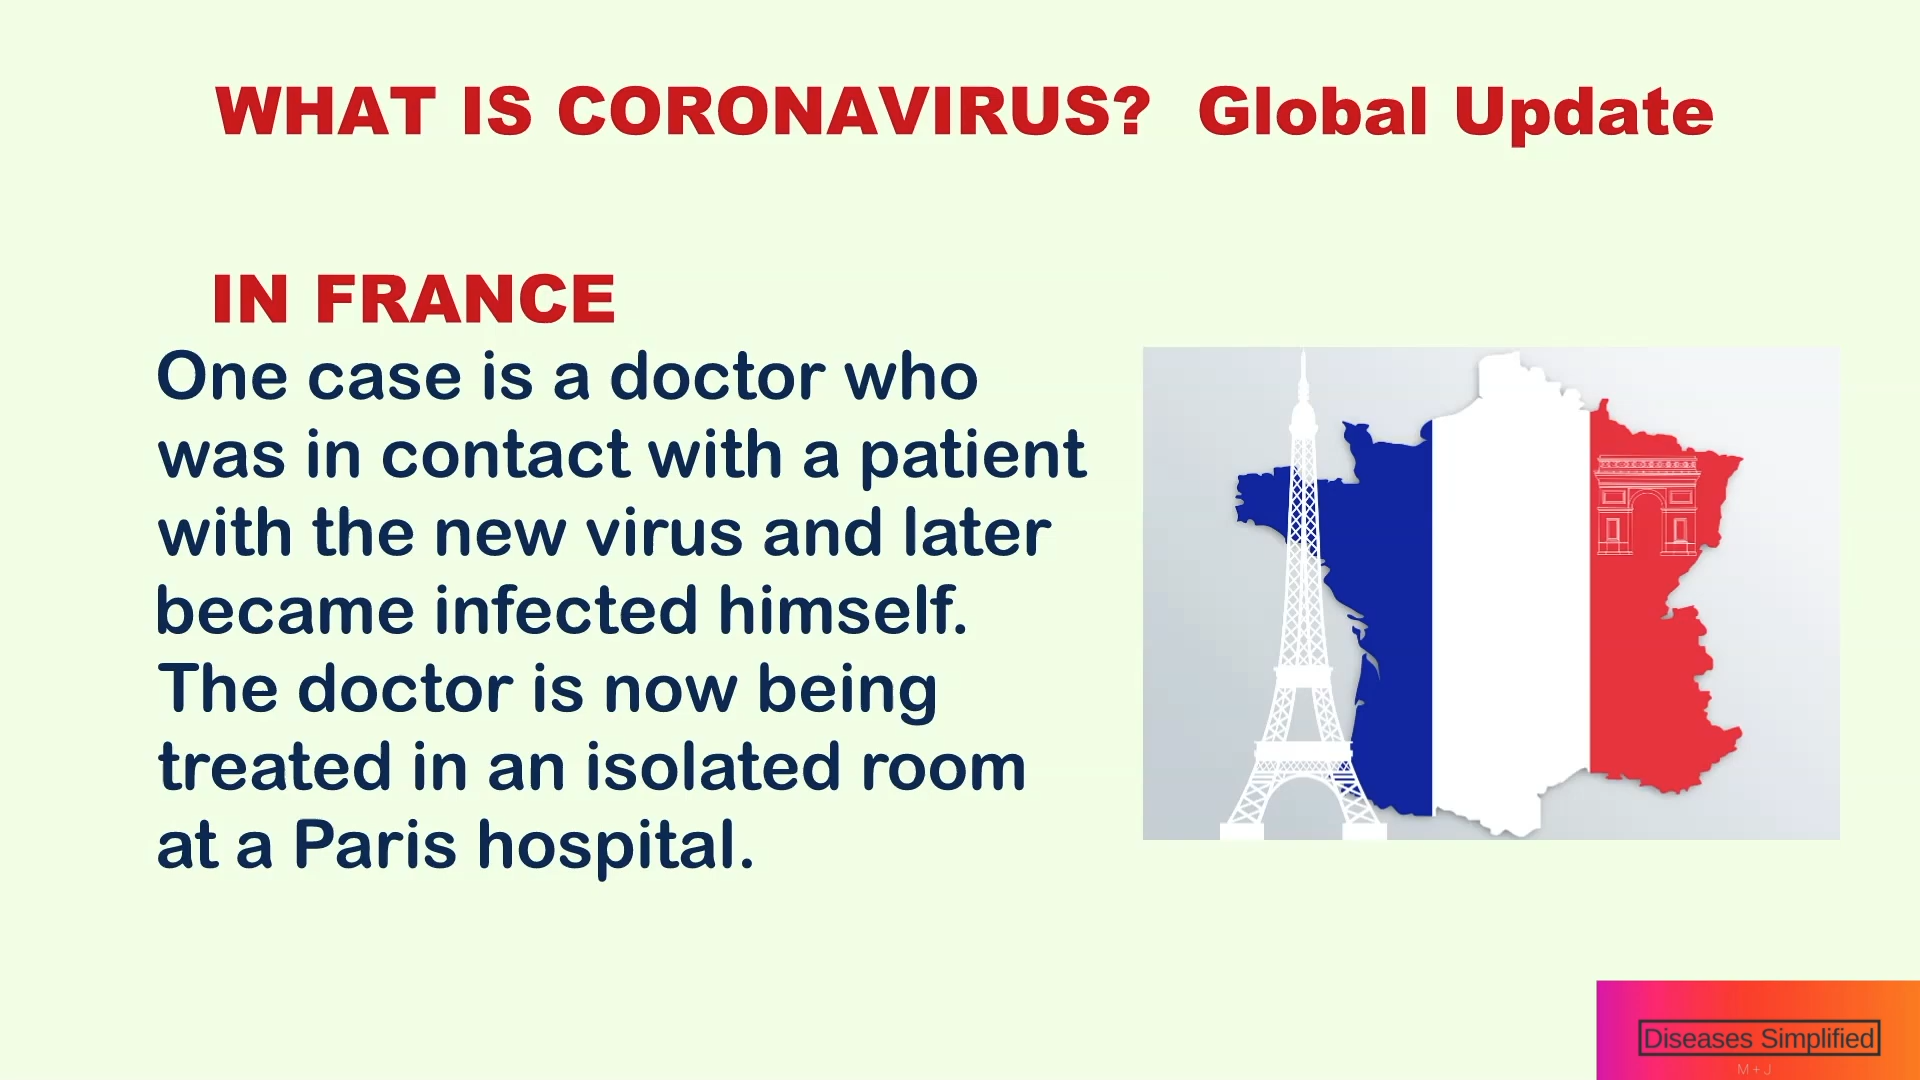 WHAT IS CORONAVIRUS? Global Update
IN FRANCE
One case is a doctor who
was in contact with a patient
with the new virus and later
became infected himself.
The doctor is now being
treated in an isolated room
at a Paris hospital.
Diseases Simplified
M + J